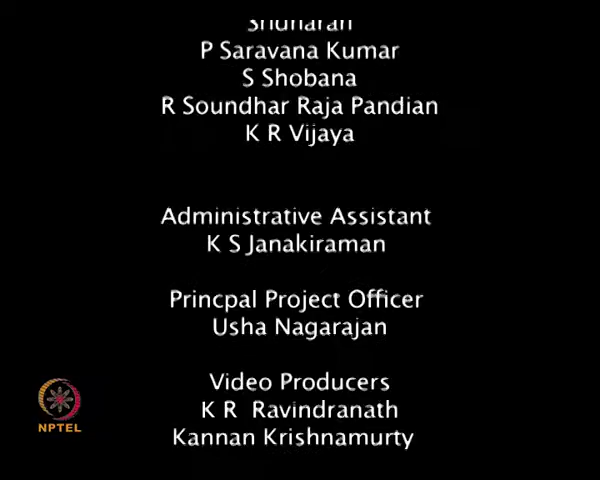 P Saravana Kumar
S Shobana
R Soundhar Raja Pandian
K R Vijaya
Administrative Assistant
K S Janakiraman
Princpal Project Officer
Usha Nagarajan
Video Producers
K R Ravindranath
Kannan Krishnamurty
NPTEL